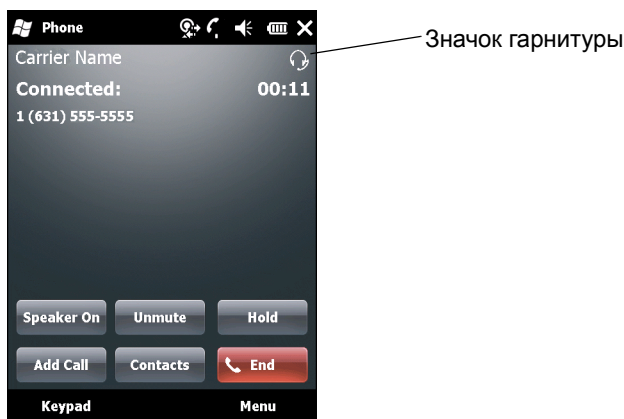 Phone
Значок гарнитуры
Carrier Name
Connected: 00:11
1 (631) 555-5555
Speaker On Unmute Hold
Add Call Contacts End
Keypad Menu